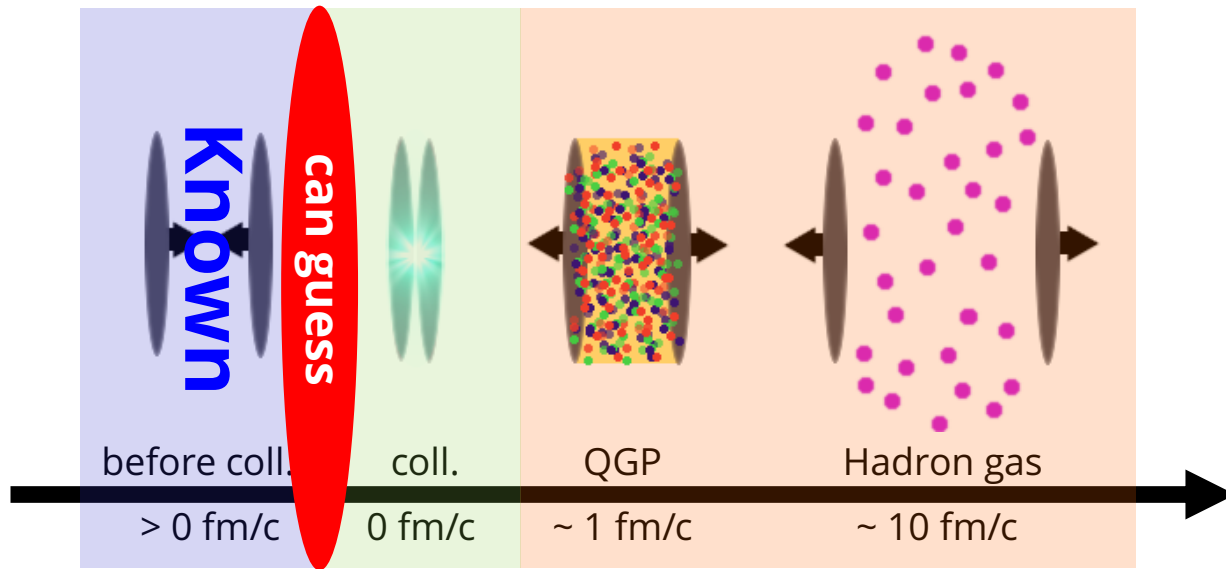 Known
can guess
before coll.
coll.
QGP
Hadron gas
> 0 fm/c
0 fm/c
~ 1 fm/c
~ 10 fm/c